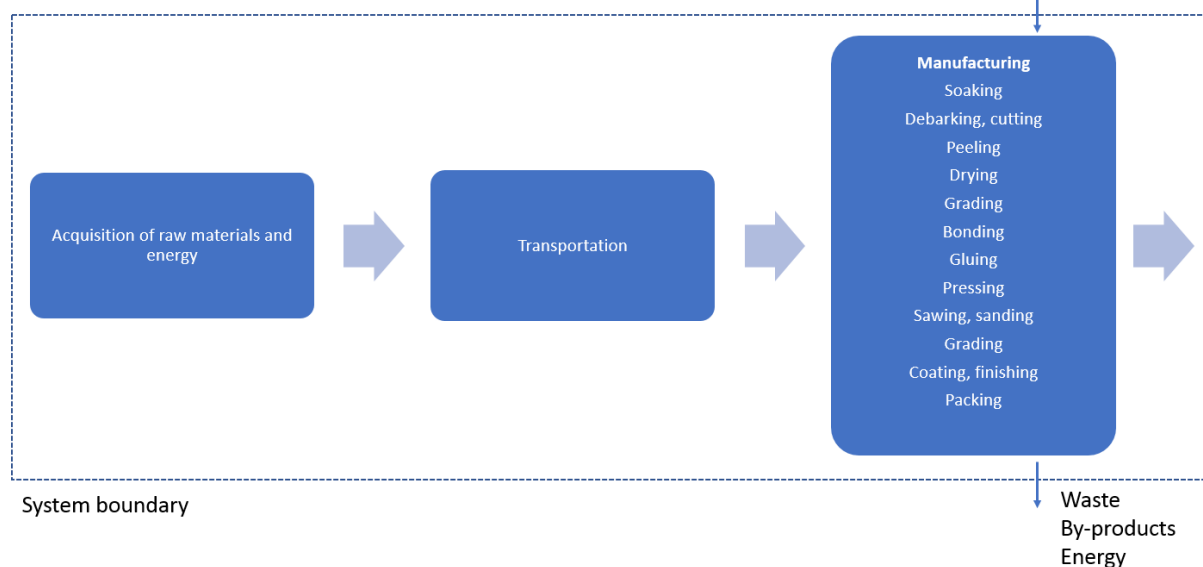 Acquisition of raw materials and
energy
Transportation
Manufacturing
Soaking
Debarking, cutting
Peeling
Drying
Grading
Bonding
Gluing
Pressing
Sawing, sanding
Grading
Coating, finishing
Packing
System boundary
Waste
By-products
Energy